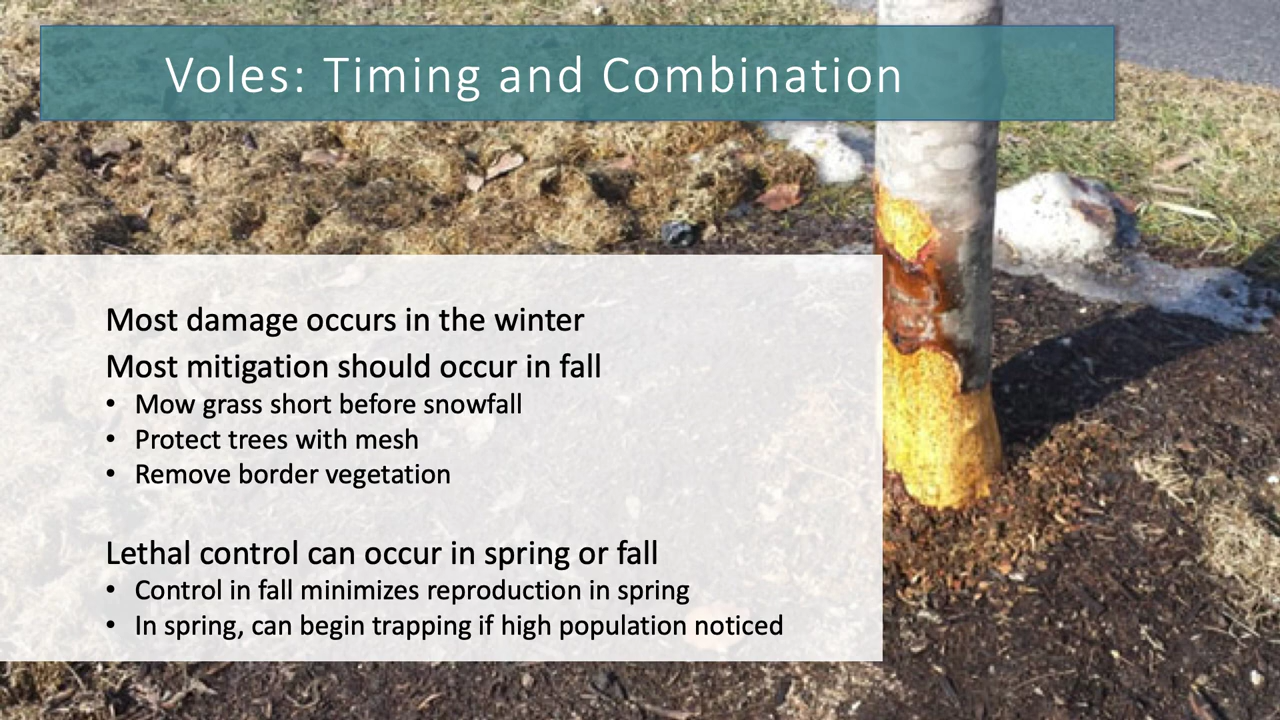 Voles: Timing and Combination
Most damage occurs in the winter
Most mitigation should occur in fall
• Mow grass short before snowfall
• Protect trees with mesh
• Remove border vegetation
Lethal control can occur in spring or fall
• Control in fall minimizes reproduction in spring
• In spring, can begin trapping if high population noticed